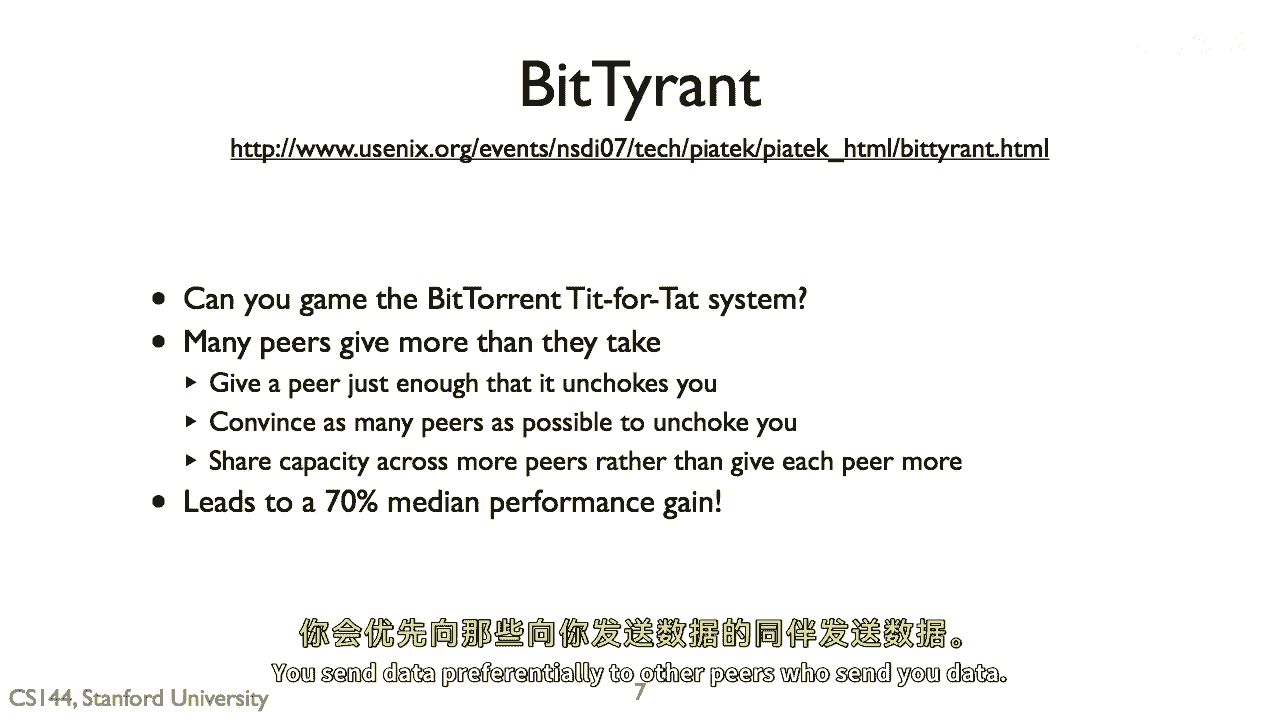 BitTyrant
http://www.usenix.org/events/nsdi07/tech/piatek/piatek_html/bittyrant.html
• Can you game the BitTorrent Tit-for-Tat system?
• Many peers give more than they take
▸ Give a peer just enough that it unchokes you
▸ Convince as many peers as possible to unchoke you
▸ Share capacity across more peers rather than give each peer more
• Leads to a 70% median performance gain!
你会优先向那些向你发送数据的同伴发送数据。
You send data preferentially to other peers who send you data.
CS144, Stanford University
7